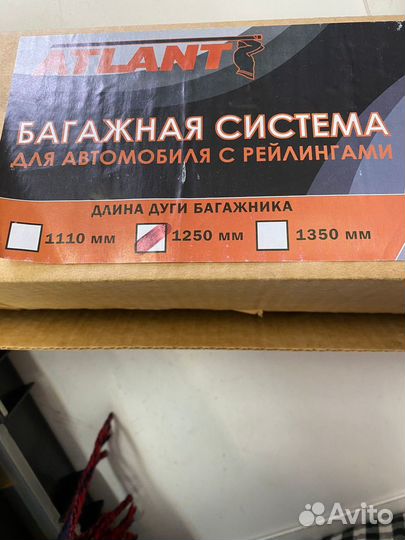 ATLANT
БАГАЖНАЯ СИСТЕМА
ДЛЯ АВТОМОБИЛЯ С РЕЙЛИНГАМИ
ДЛИНА ДУГИ БАГАЖНИКА
1110 мм 1250 мм 1350 мм
Avito